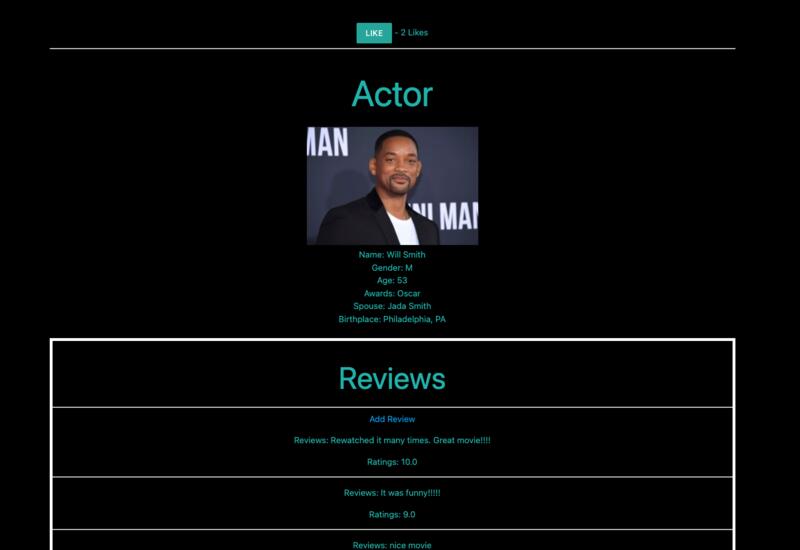 LIKE - 2 Likes
Actor
MAN
NI MAN
Name: Will Smith
Gender: M
Age: 53
Awards: Oscar
Spouse: Jada Smith
Birthplace: Philadelphia, PA
Reviews
Add Review
Reviews: Rewatched it many times. Great movie!!!!
Ratings: 10.0
Reviews: It was funny!!!!!
Ratings: 9.0
Reviews: nice movie